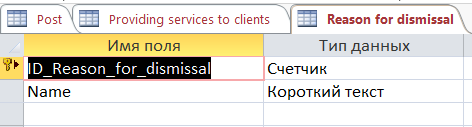 Post Providing services to clients Reason for dismissal
Имя поля Тип данных
ID_Reason_for_dismissal Счетчик
Name Короткий текст